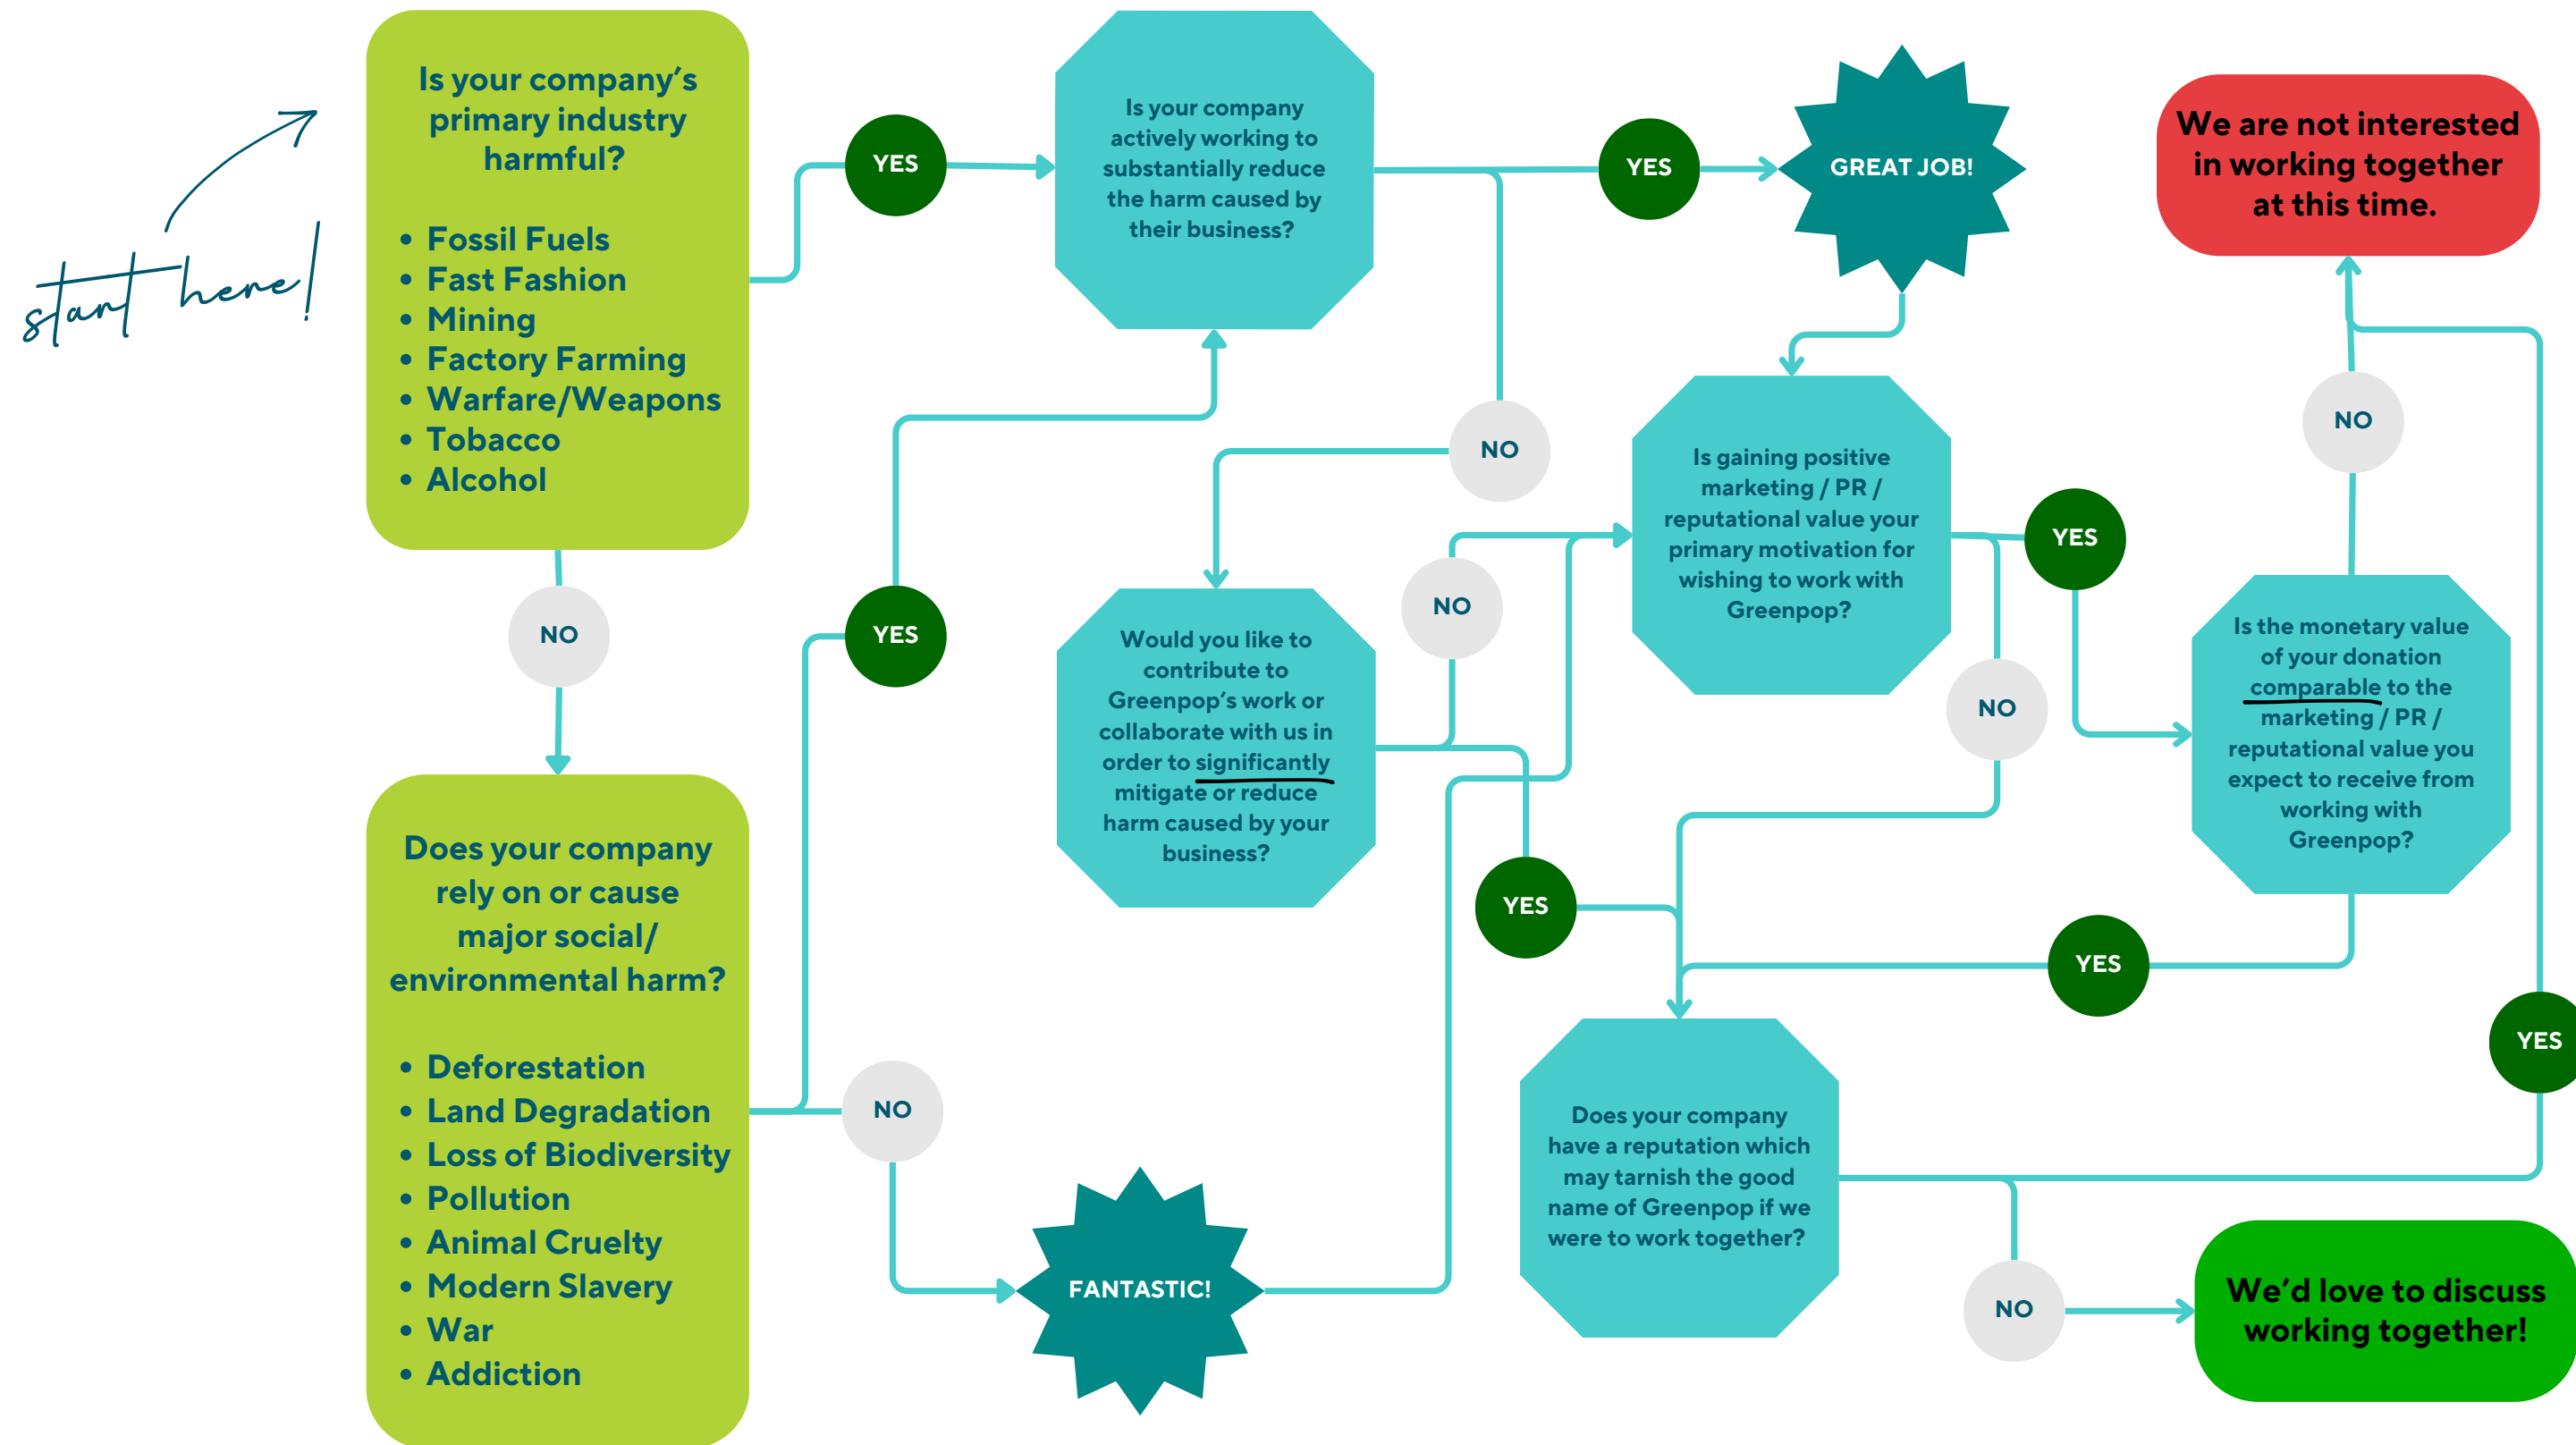 start here!
Is your company's
primary industry
harmful?
• Fossil Fuels
• Fast Fashion
• Mining
• Factory Farming
• Warfare/Weapons
• Tobacco
• Alcohol
YES
Is your company
actively working to
substantially reduce
the harm caused by
their business?
YES
GREAT JOB!
We are not interested
in working together
at this time.
NO
NO
Is gaining positive
marketing / PR /
reputational value your
primary motivation for
wishing to work with
Greenpop?
YES
NO
YES
Would you like to
contribute to
Greenpop's work or
collaborate with us in
order to significantly
mitigate or reduce
harm caused by your
business?
NO
NO
Is the monetary value
of your donation
comparable to the
marketing / PR /
reputational value you
expect to receive from
working with
Greenpop?
Does your company
rely on or cause
major social/
environmental harm?
• Deforestation
• Land Degradation
• Loss of Biodiversity
• Pollution
• Animal Cruelty
• Modern Slavery
• War
• Addiction
YES
YES
YES
NO
Does your company
have a reputation which
may tarnish the good
name of Greenpop if we
were to work together?
FANTASTIC!
NO
We'd love to discuss
working together!